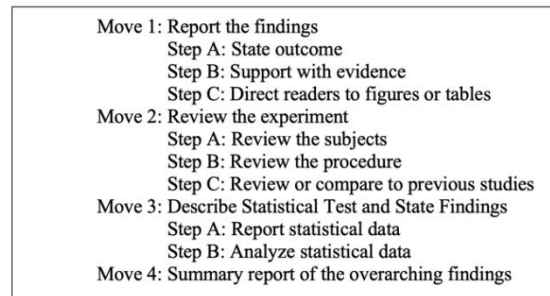 Move 1: Report the findings
Step A: State outcome
Step B: Support with evidence
Step C: Direct readers to figures or tables
Move 2: Review the experiment
Step A: Review the subjects
Step B: Review the procedure
Step C: Review or compare to previous studies
Move 3: Describe Statistical Test and State Findings
Step A: Report statistical data
Step B: Analyze statistical data
Move 4: Summary report of the overarching findings